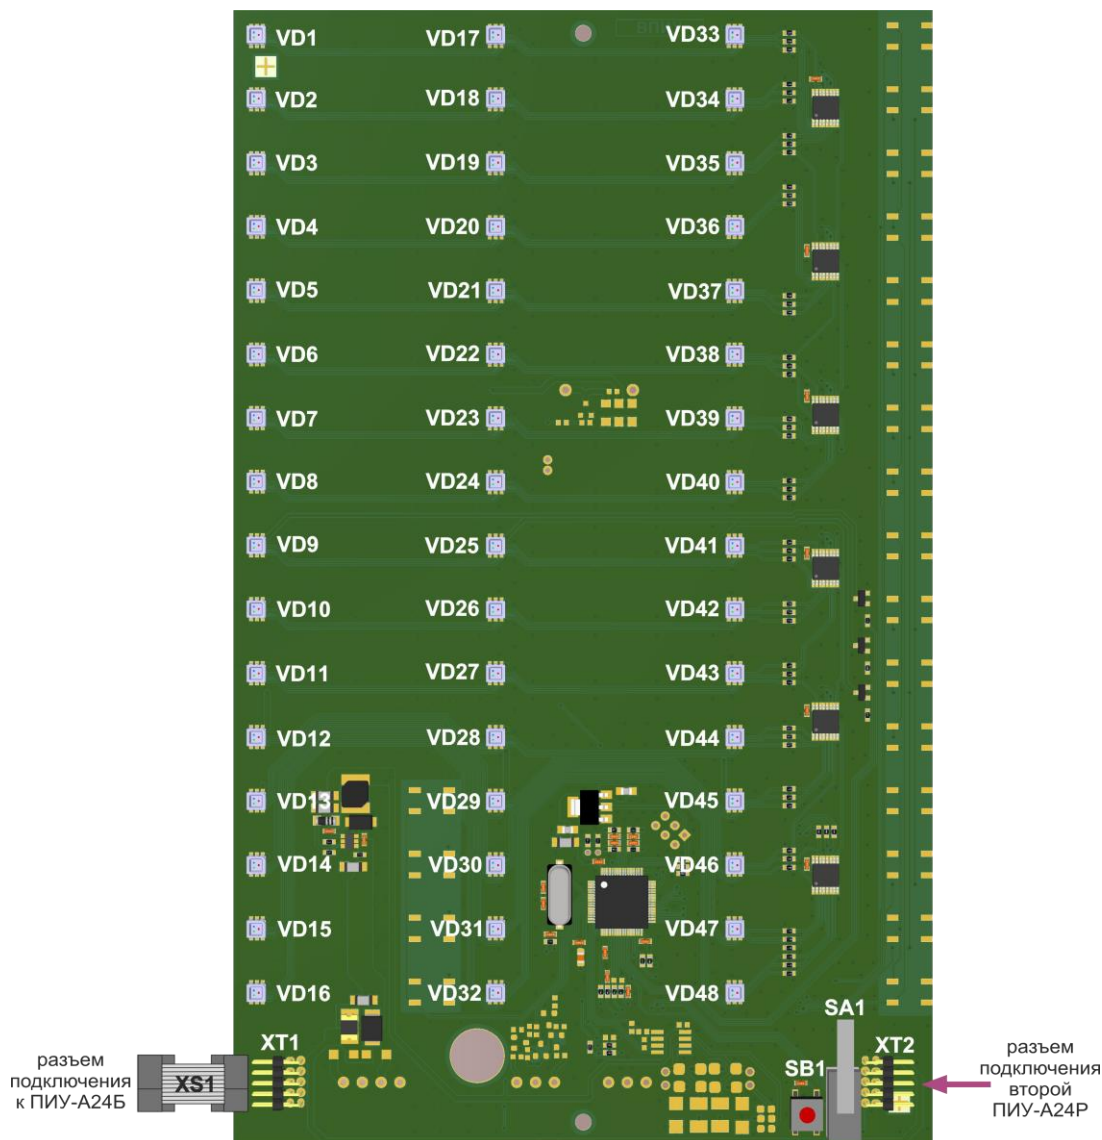 VD1 VD17 VD33
VD2 VD18 VD34
VD3 VD19 VD35
VD4 VD20 VD36
VD5 VD21 VD37
VD6 VD22 VD38
VD7 VD23 VD39
VD8 VD24 VD40
VD9 VD25 VD41
VD10 VD26 VD42
VD11 VD27 VD43
VD12 VD28 VD44
VD13 VD29 VD45
VD14 VD30 VD46
VD15 VD31 VD47
VD16 VD32 VD48
SA1
XT1
XT2
SB1
XS1
разъем
подключения
к ПИУ-А24Б
разъем
подключения
второй
ПИУ-А24Р